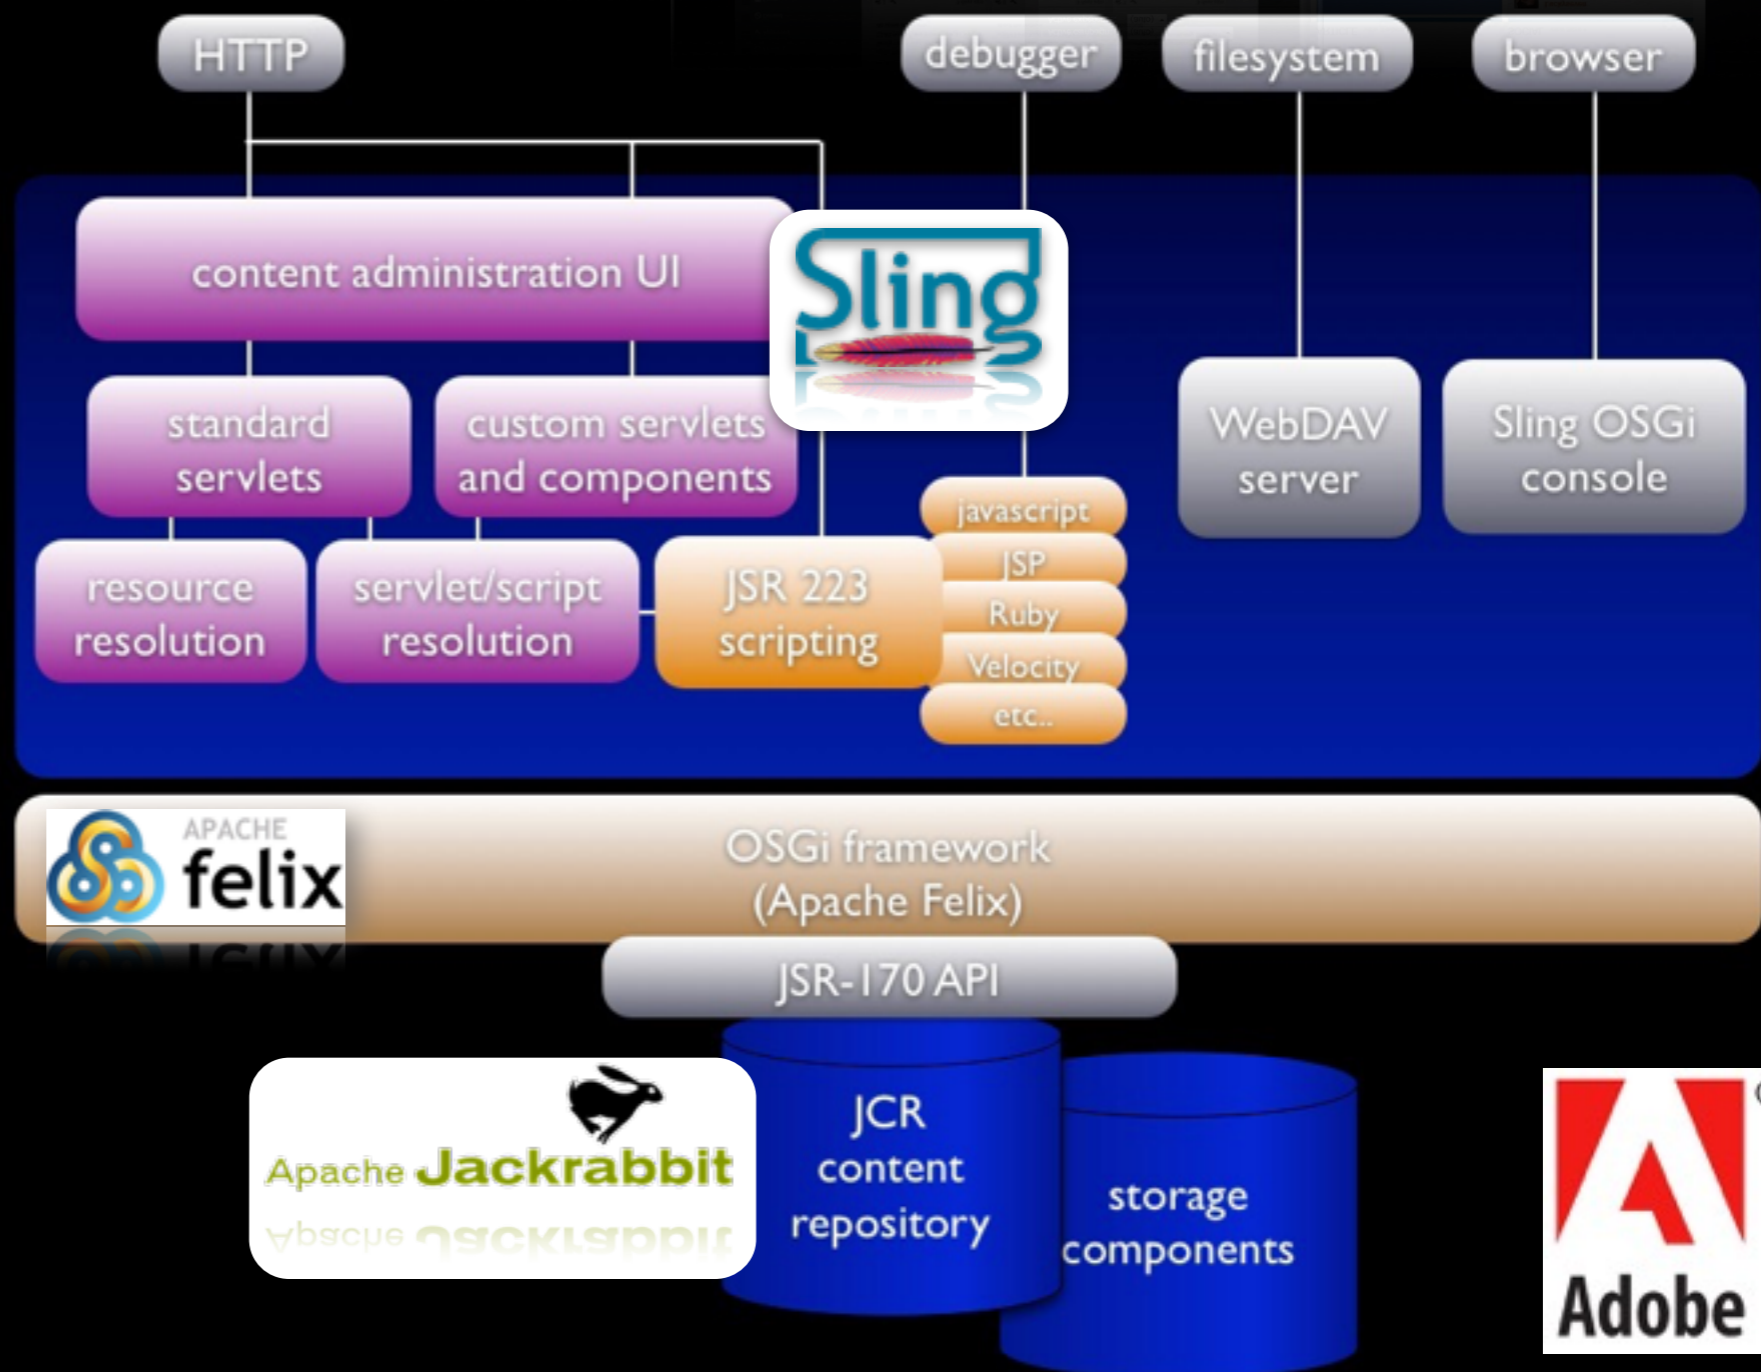 HTTP
debugger
filesystem
browser
content administration UI
Sling
standard
servlets
custom servlets
and components
WebDAV
server
Sling OSGi
console
javascript
JSP
Ruby
Velocity
etc..
resource
resolution
servlet/script
resolution
JSR 223
scripting
APACHE
felix
OSGi framework
(Apache Felix)
JSR-170 API
Apache Jackrabbit
JCR
content
repository
storage
components
Adobe